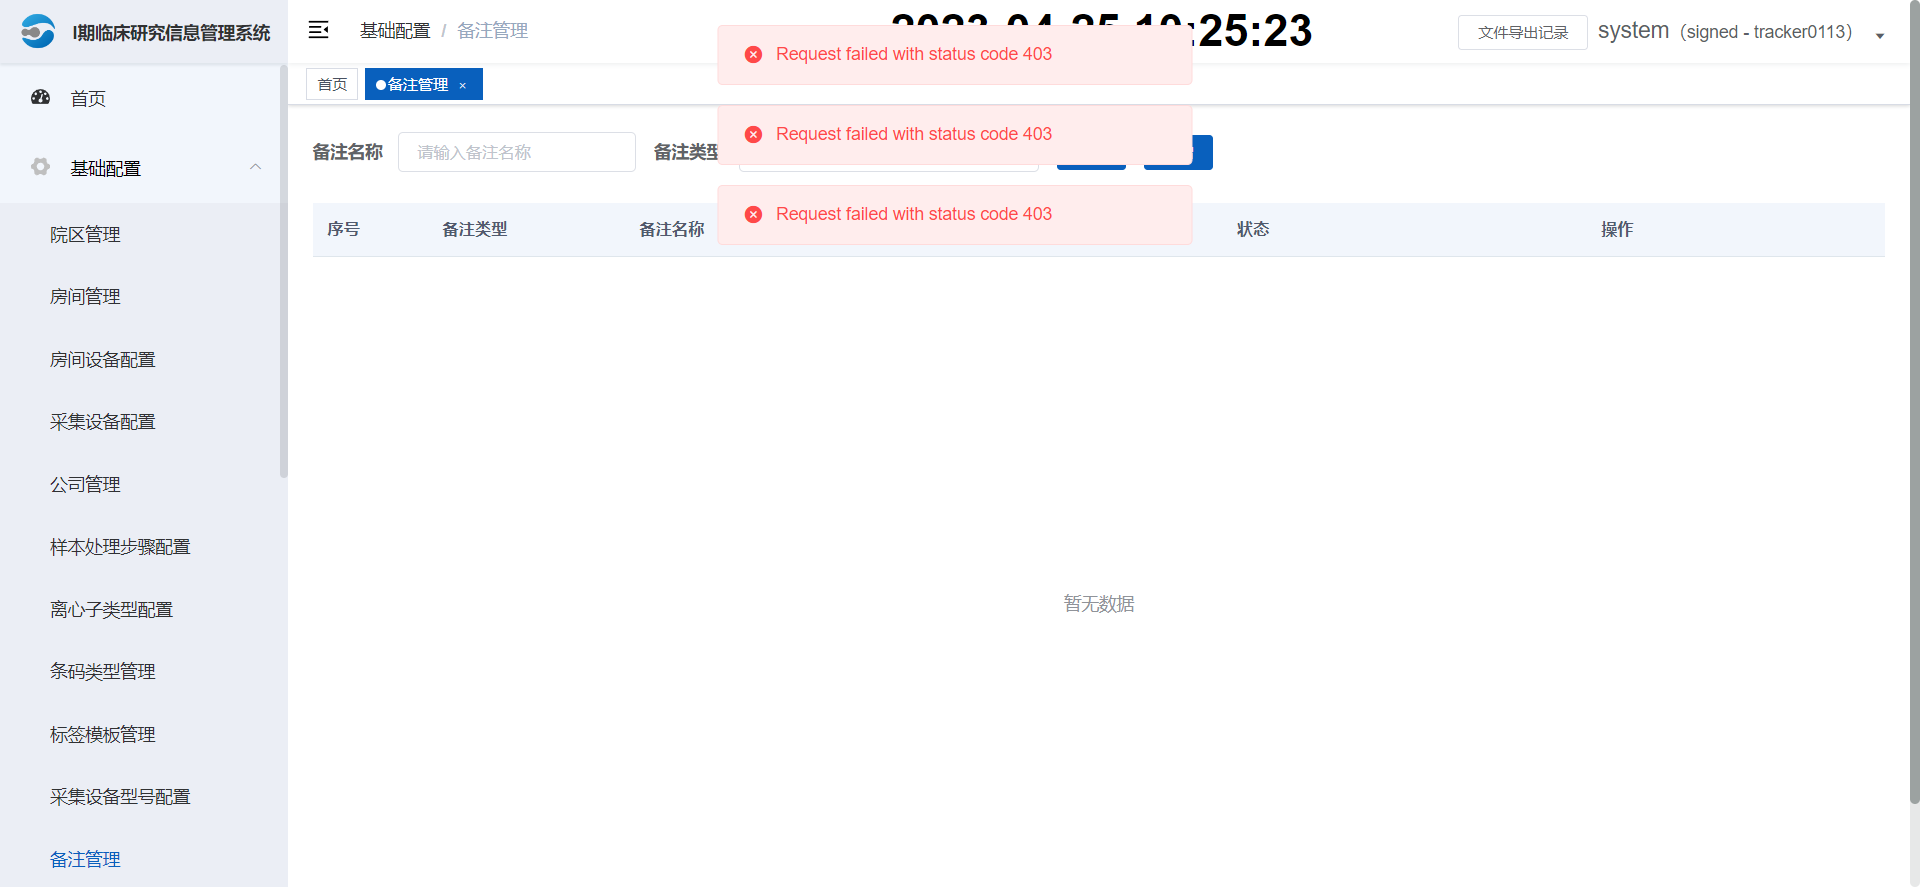 I期临床研究信息管理系统
基础配置 / 备注管理
:25:23
文件导出记录
system（signed - tracker0113）
Request failed with status code 403
首页
备注管理 ×
Request failed with status code 403
备注名称
请输入备注名称
备注类型
Request failed with status code 403
序号
备注类型
备注名称
状态
操作
暂无数据
首页
基础配置
院区管理
房间管理
房间设备配置
采集设备配置
公司管理
样本处理步骤配置
离心子类型配置
条码类型管理
标签模板管理
采集设备型号配置
备注管理